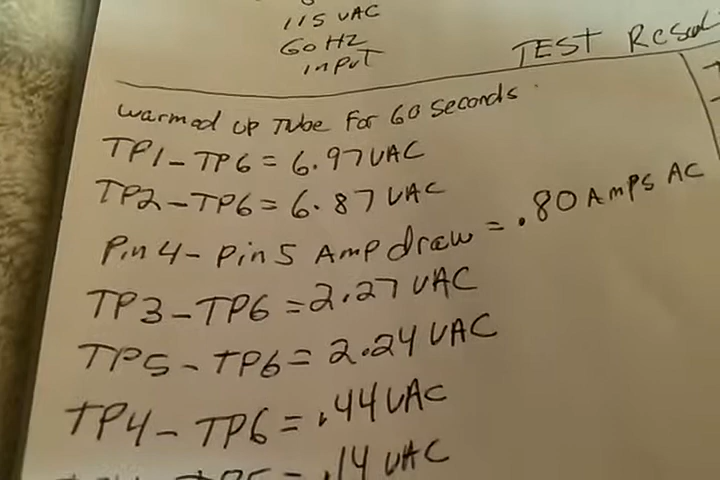 115 VAC
60 HZ
input
TEST
warmed up Tube For 60 seconds
TP1-TP6 = 6.97 VAC
TP2-TP6 = 6.87 VAC
Pin 4 - pin 5 Amp draw = .80 AMPS AC
TP3-TP6 = 2.27 VAC
TP5-TP6 = 2.24 VAC
TP4-TP6 = .44 VAC
.14 VAC